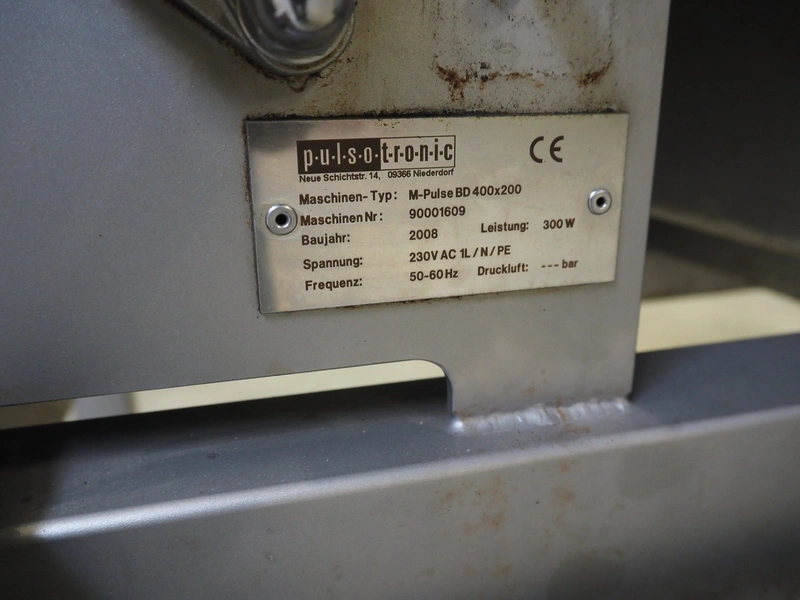 p·u·l·s·o·t·r·o·n·i·c CE
Neue Schichtstr. 14, 09366 Niederdorf
Maschinen-Typ: M-Pulse BD 400x200
Maschinen Nr: 90001609
Baujahr: 2008 Leistung: 300 W
Spannung: 230V AC 1L / N / PE
Frequenz: 50-60 Hz Druckluft: --- bar